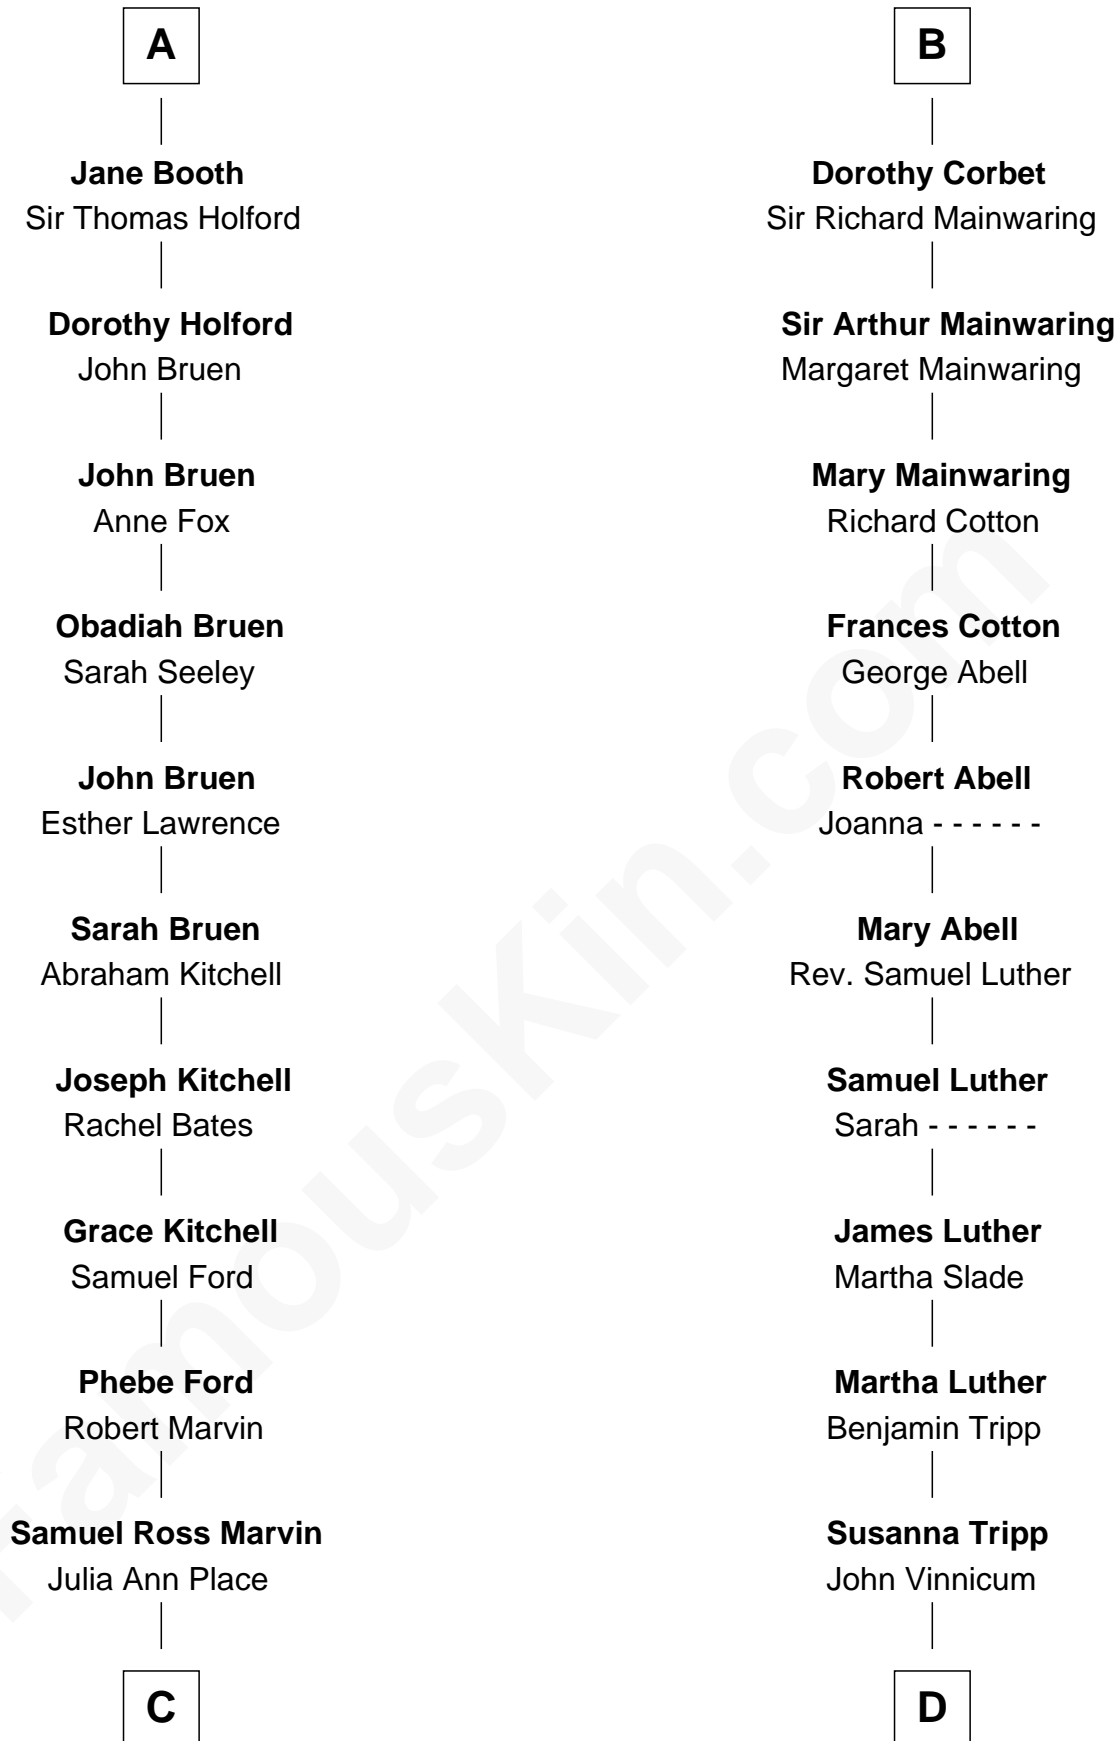 A
Jane Booth
Sir Thomas Holford
Dorothy Holford
John Bruen
John Bruen
Anne Fox
Obadiah Bruen
Sarah Seeley
John Bruen
Esther Lawrence
Sarah Bruen
Abraham Kitchell
Joseph Kitchell
Rachel Bates
Grace Kitchell
Samuel Ford
Phebe Ford
Robert Marvin
Samuel Ross Marvin
Julia Ann Place
C
B
Dorothy Corbet
Sir Richard Mainwaring
Sir Arthur Mainwaring
Margaret Mainwaring
Mary Mainwaring
Richard Cotton
Frances Cotton
George Abell
Robert Abell
Joanna - - - - - -
Mary Abell
Rev. Samuel Luther
Samuel Luther
Sarah - - - - - -
James Luther
Martha Slade
Martha Luther
Benjamin Tripp
Susanna Tripp
John Vinnicum
D
FamousKin.com